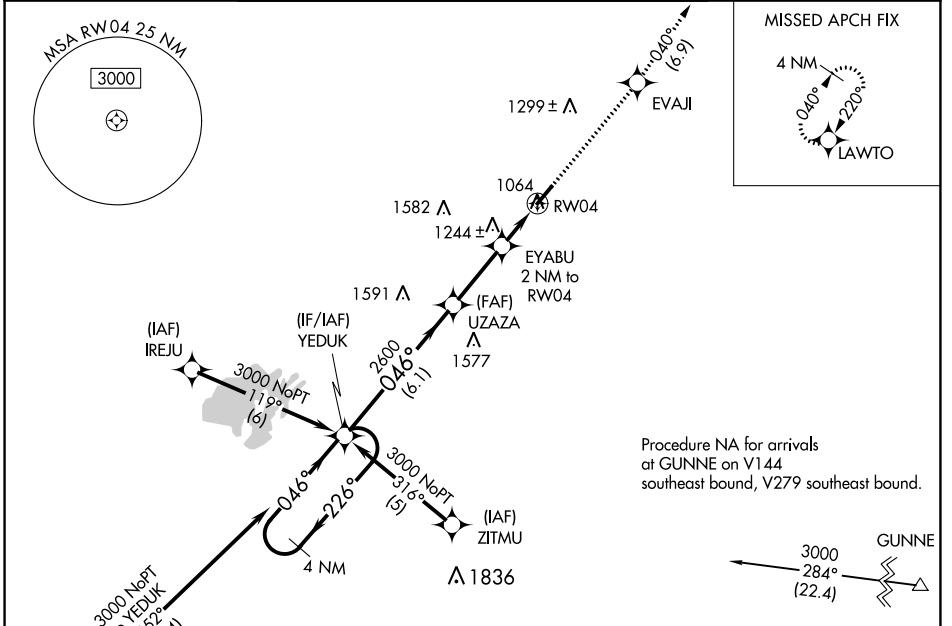 MSA RW04 25 NM
3000
MISSED APCH FIX
4 NM
040°
220°
LAWTO
040°
(6.9)
EVAJI
1299 ±
1064
RW04
1582
1244 ±
EYABU
2 NM to
RW04
1591
(FAF)
UZAZA
1577
(IF/IAF)
YEDUK
(IAF)
IREJU
3000 NoPT
119°
(6)
2600
046°
(6.1)
3000 NoPT
316°
(5)
(IAF)
ZITMU
046°
226°
4 NM
1836
3000 NoPT
YEDUK
52°
Procedure NA for arrivals
at GUNNE on V144
southeast bound, V279 southeast bound.
GUNNE
3000
284°
(22.4)